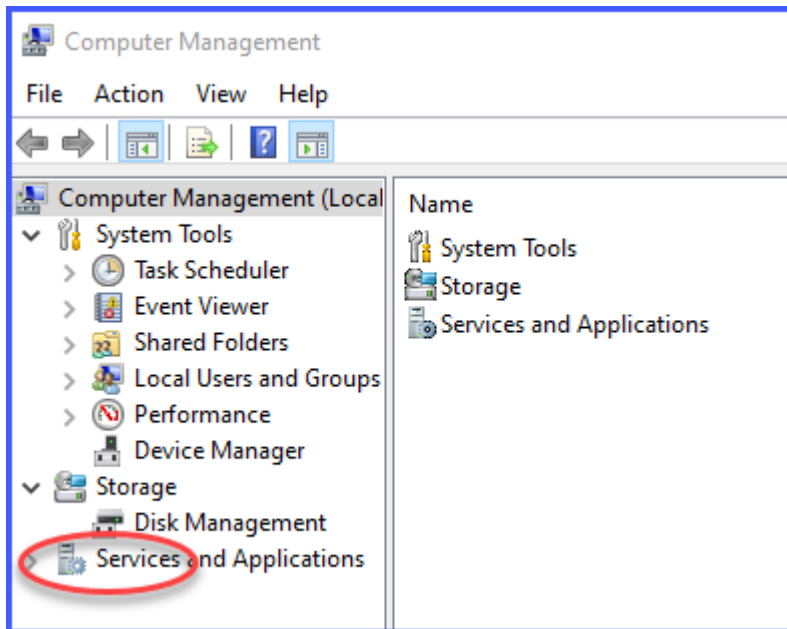 Computer Management
File Action View Help
Computer Management (Local
System Tools
Task Scheduler
Event Viewer
Shared Folders
Local Users and Groups
Performance
Device Manager
Storage
Disk Management
Services and Applications
Name
System Tools
Storage
Services and Applications